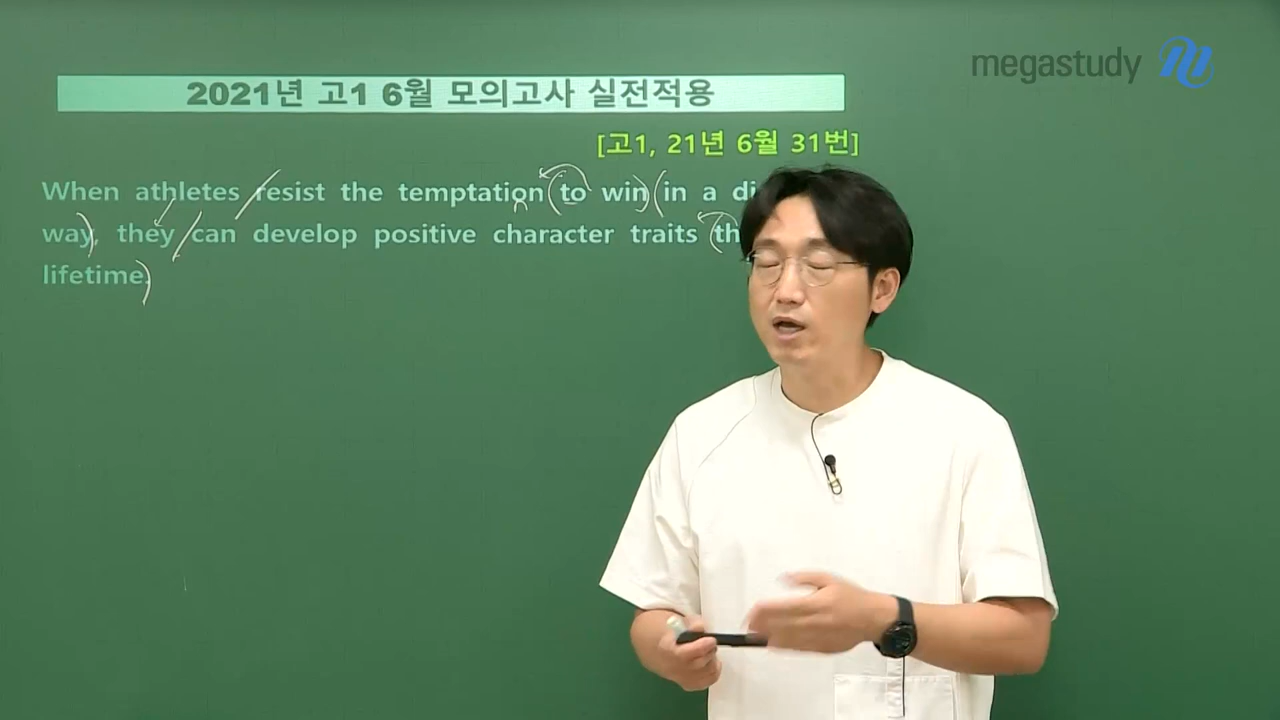 megastudy
2021년 고1 6월 모의고사 실전적용
[고1, 21년 6월 31번]
When athletes resist the temptation to win in a
way, they can develop positive character traits
lifetime.